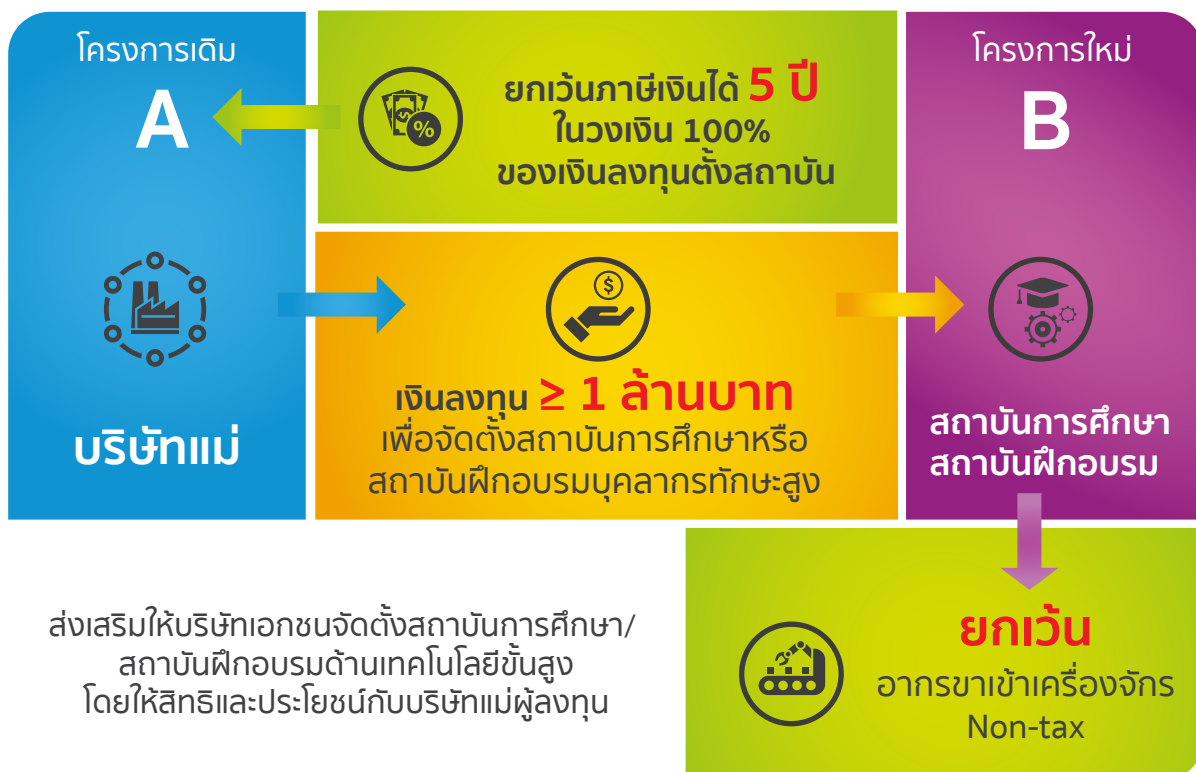 โครงการเดิม
A
บริษัทแม่
ยกเว้นภาษีเงินได้ 5 ปี
ในวงเงิน 100%
ของเงินลงทุนตั้งสถาบัน
%
$
เงินลงทุน ≥ 1 ล้านบาท
เพื่อจัดตั้งสถาบันการศึกษาหรือ
สถาบันฝึกอบรมบุคลากรทักษะสูง
โครงการใหม่
B
สถาบันการศึกษา
สถาบันฝึกอบรม
ส่งเสริมให้บริษัทเอกชนจัดตั้งสถาบันการศึกษา/
สถาบันฝึกอบรมด้านเทคโนโลยีขั้นสูง
โดยให้สิทธิและประโยชน์กับบริษัทแม่ผู้ลงทุน
ยกเว้น
อากรขาเข้าเครื่องจักร
Non-tax